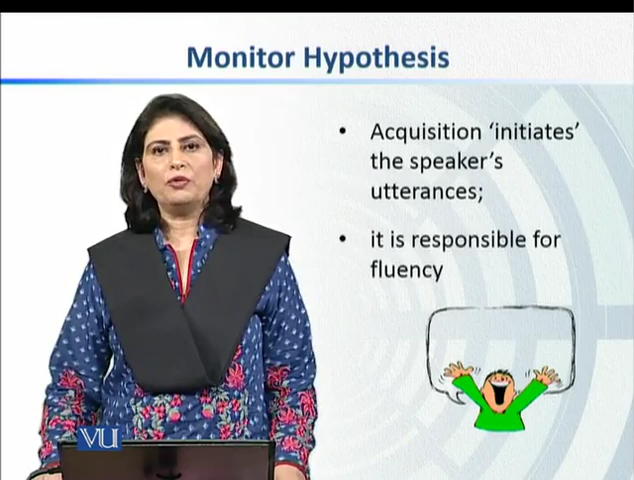 Monitor Hypothesis
• Acquisition ‘initiates’
the speaker’s
utterances;
• it is responsible for
fluency
VU